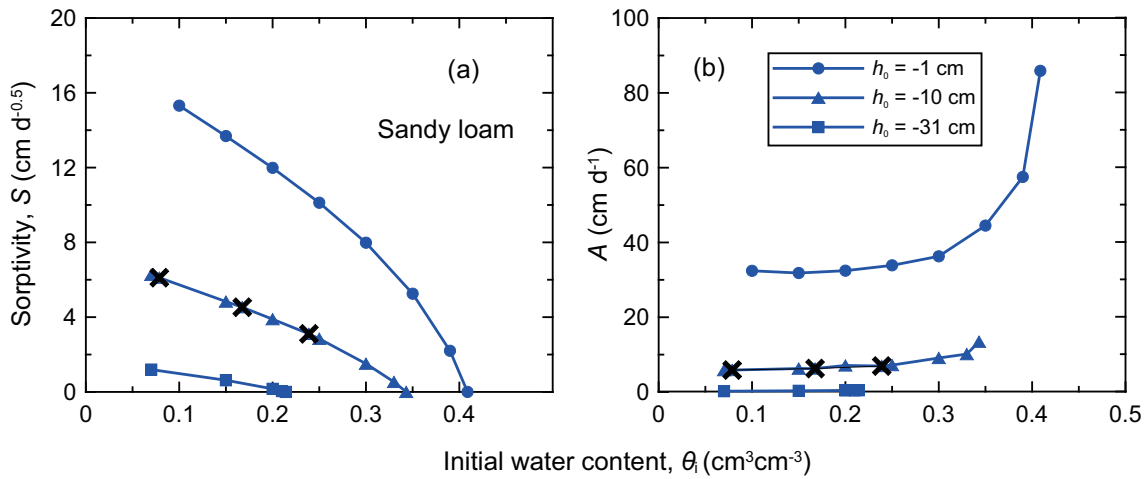 20
16
12
8
4
0
Sorptivity, S (cm d-0.5)
(a)
Sandy loam
0 0.1 0.2 0.3 0.4
100
80
60
40
20
0
A (cm d-1)
(b)
h0 = -1 cm
h0 = -10 cm
h0 = -31 cm
0 0.1 0.2 0.3 0.4 0.5
Initial water content, θi (cm3cm-3)